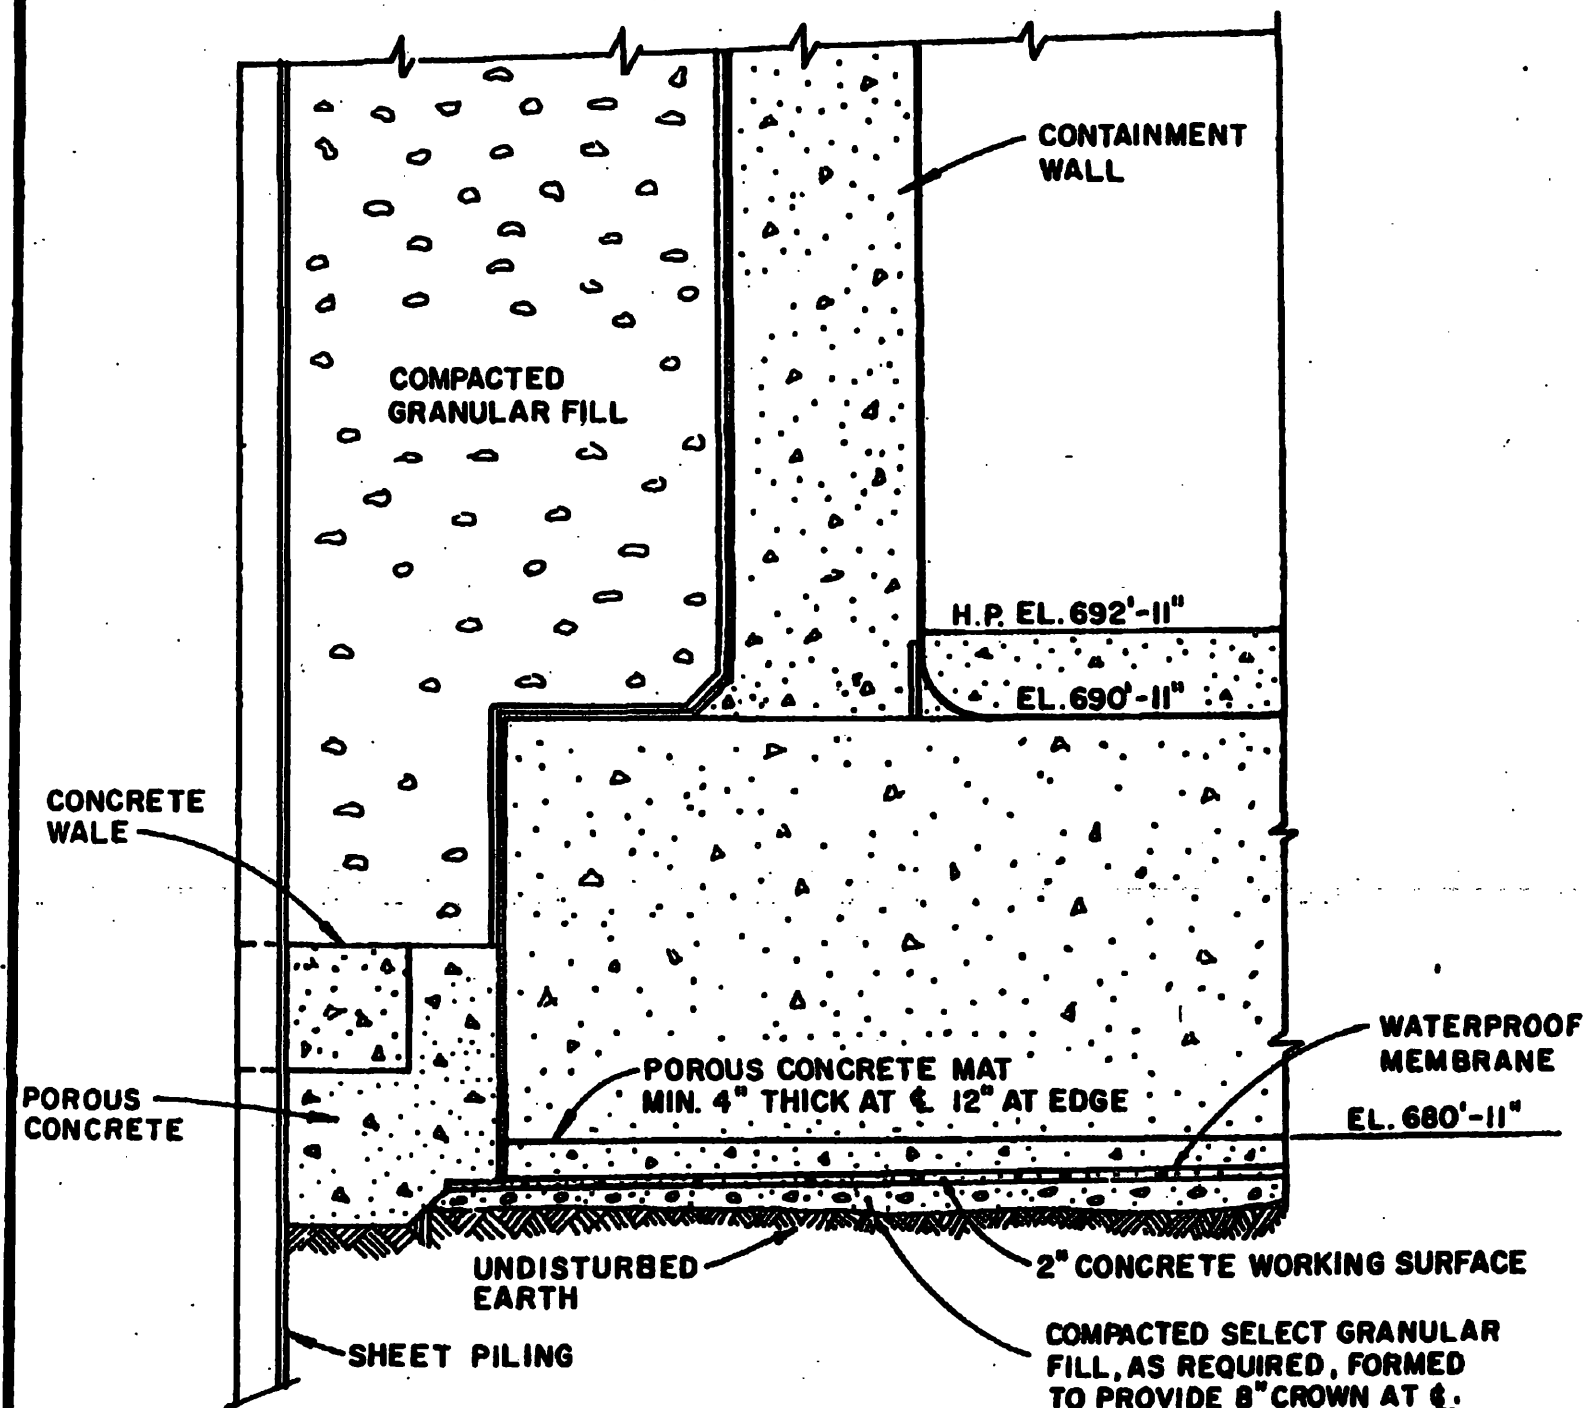 CONTAINMENT
WALL
COMPACTED
GRANULAR FILL
H.P. EL. 692'-11"
EL. 690'-11"
CONCRETE
WALE
WATERPROOF
MEMBRANE
POROUS CONCRETE MAT
MIN. 4" THICK AT ℄ 12" AT EDGE
POROUS
CONCRETE
EL. 680'-11"
UNDISTURBED
EARTH
2" CONCRETE WORKING SURFACE
SHEET PILING
COMPACTED SELECT GRANULAR
FILL, AS REQUIRED, FORMED
TO PROVIDE 8" CROWN AT ℄.